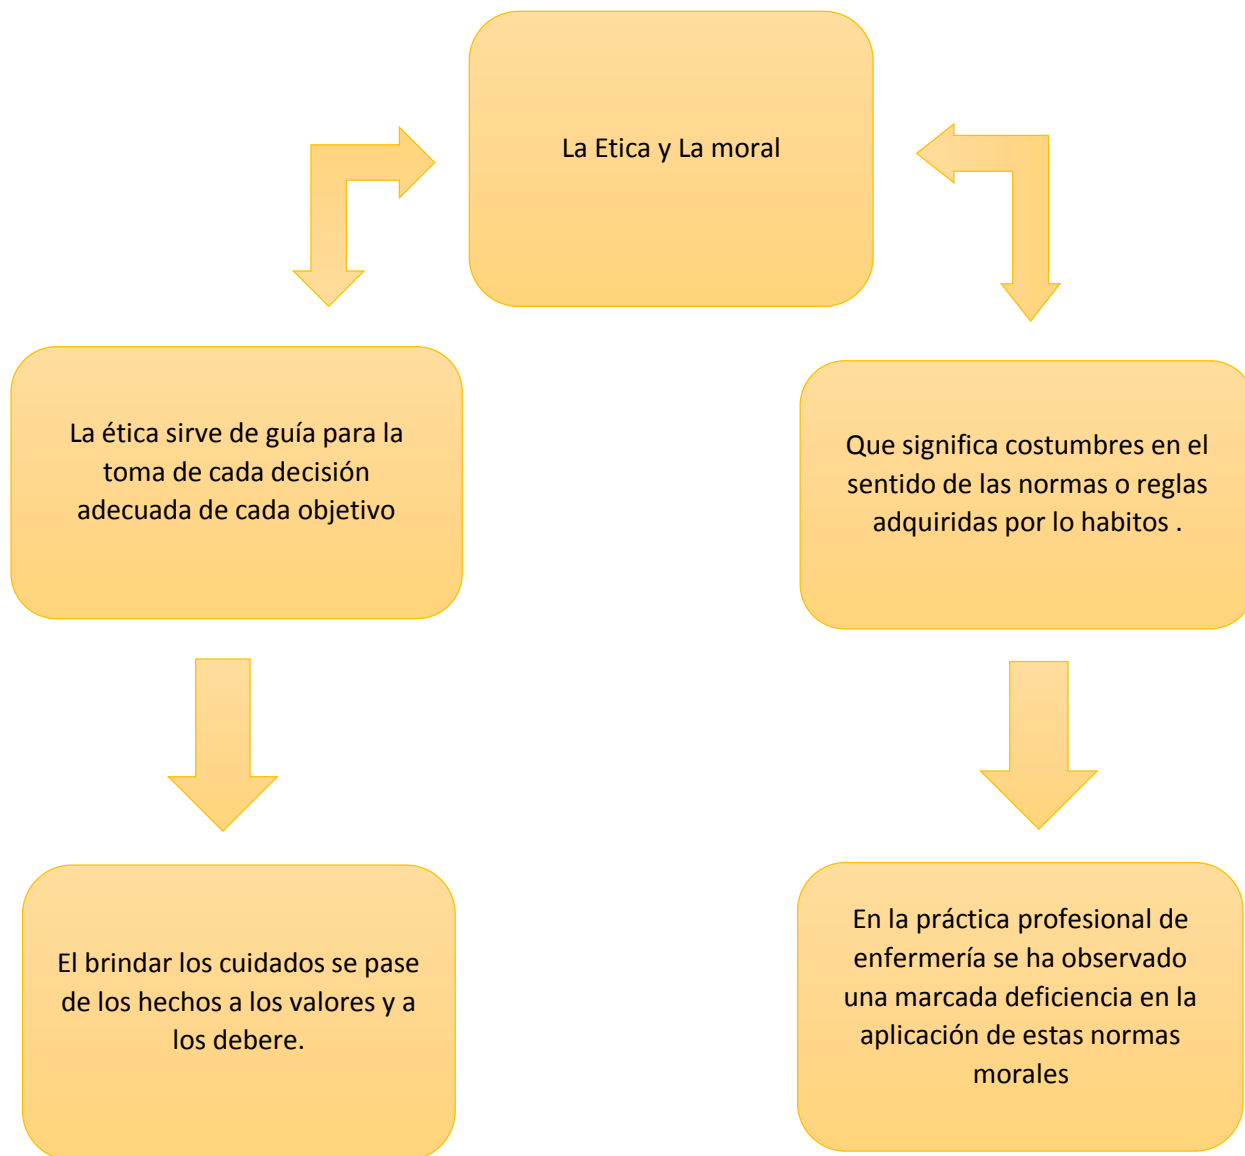 La Etica y La moral
La ética sirve de guía para la
toma de cada decisión
adecuada de cada objetivo
Que significa costumbres en el
sentido de las normas o reglas
adquiridas por lo habitos .
El brindar los cuidados se pase
de los hechos a los valores y a
los debere.
En la práctica profesional de
enfermería se ha observado
una marcada deficiencia en la
aplicación de estas normas
morales